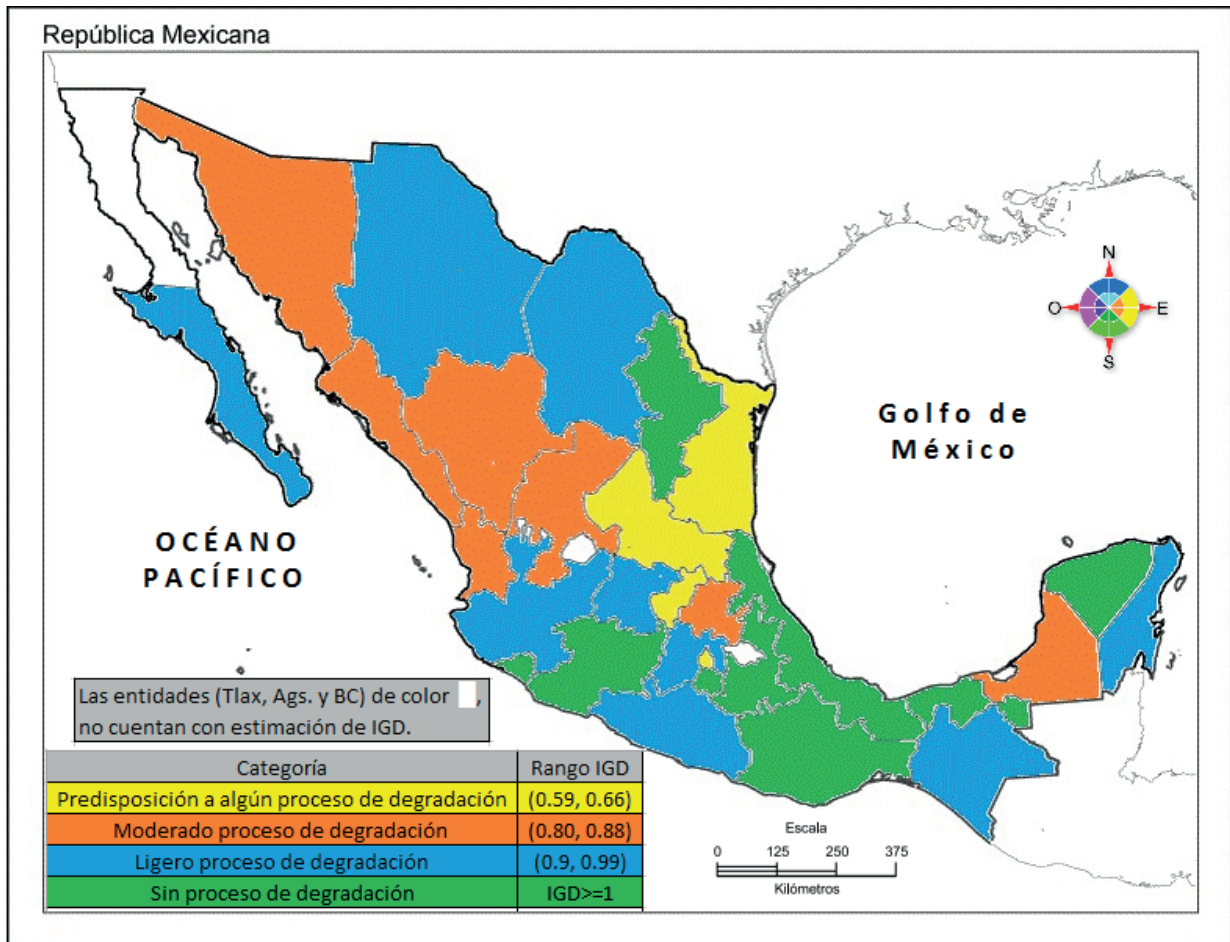 República Mexicana
N
O
E
S
Golfo de
México
OCÉANO
PACÍFICO
Las entidades (Tlax, Ags. y BC) de color ,
no cuentan con estimación de IGD.
Categoría Rango IGD
Predisposición a algún proceso de degradación (0.59, 0.66)
Moderado proceso de degradación (0.80, 0.88)
Ligero proceso de degradación (0.9, 0.99)
Sin proceso de degradación IGD>=1
Escala
0 125 250 375
Kilómetros